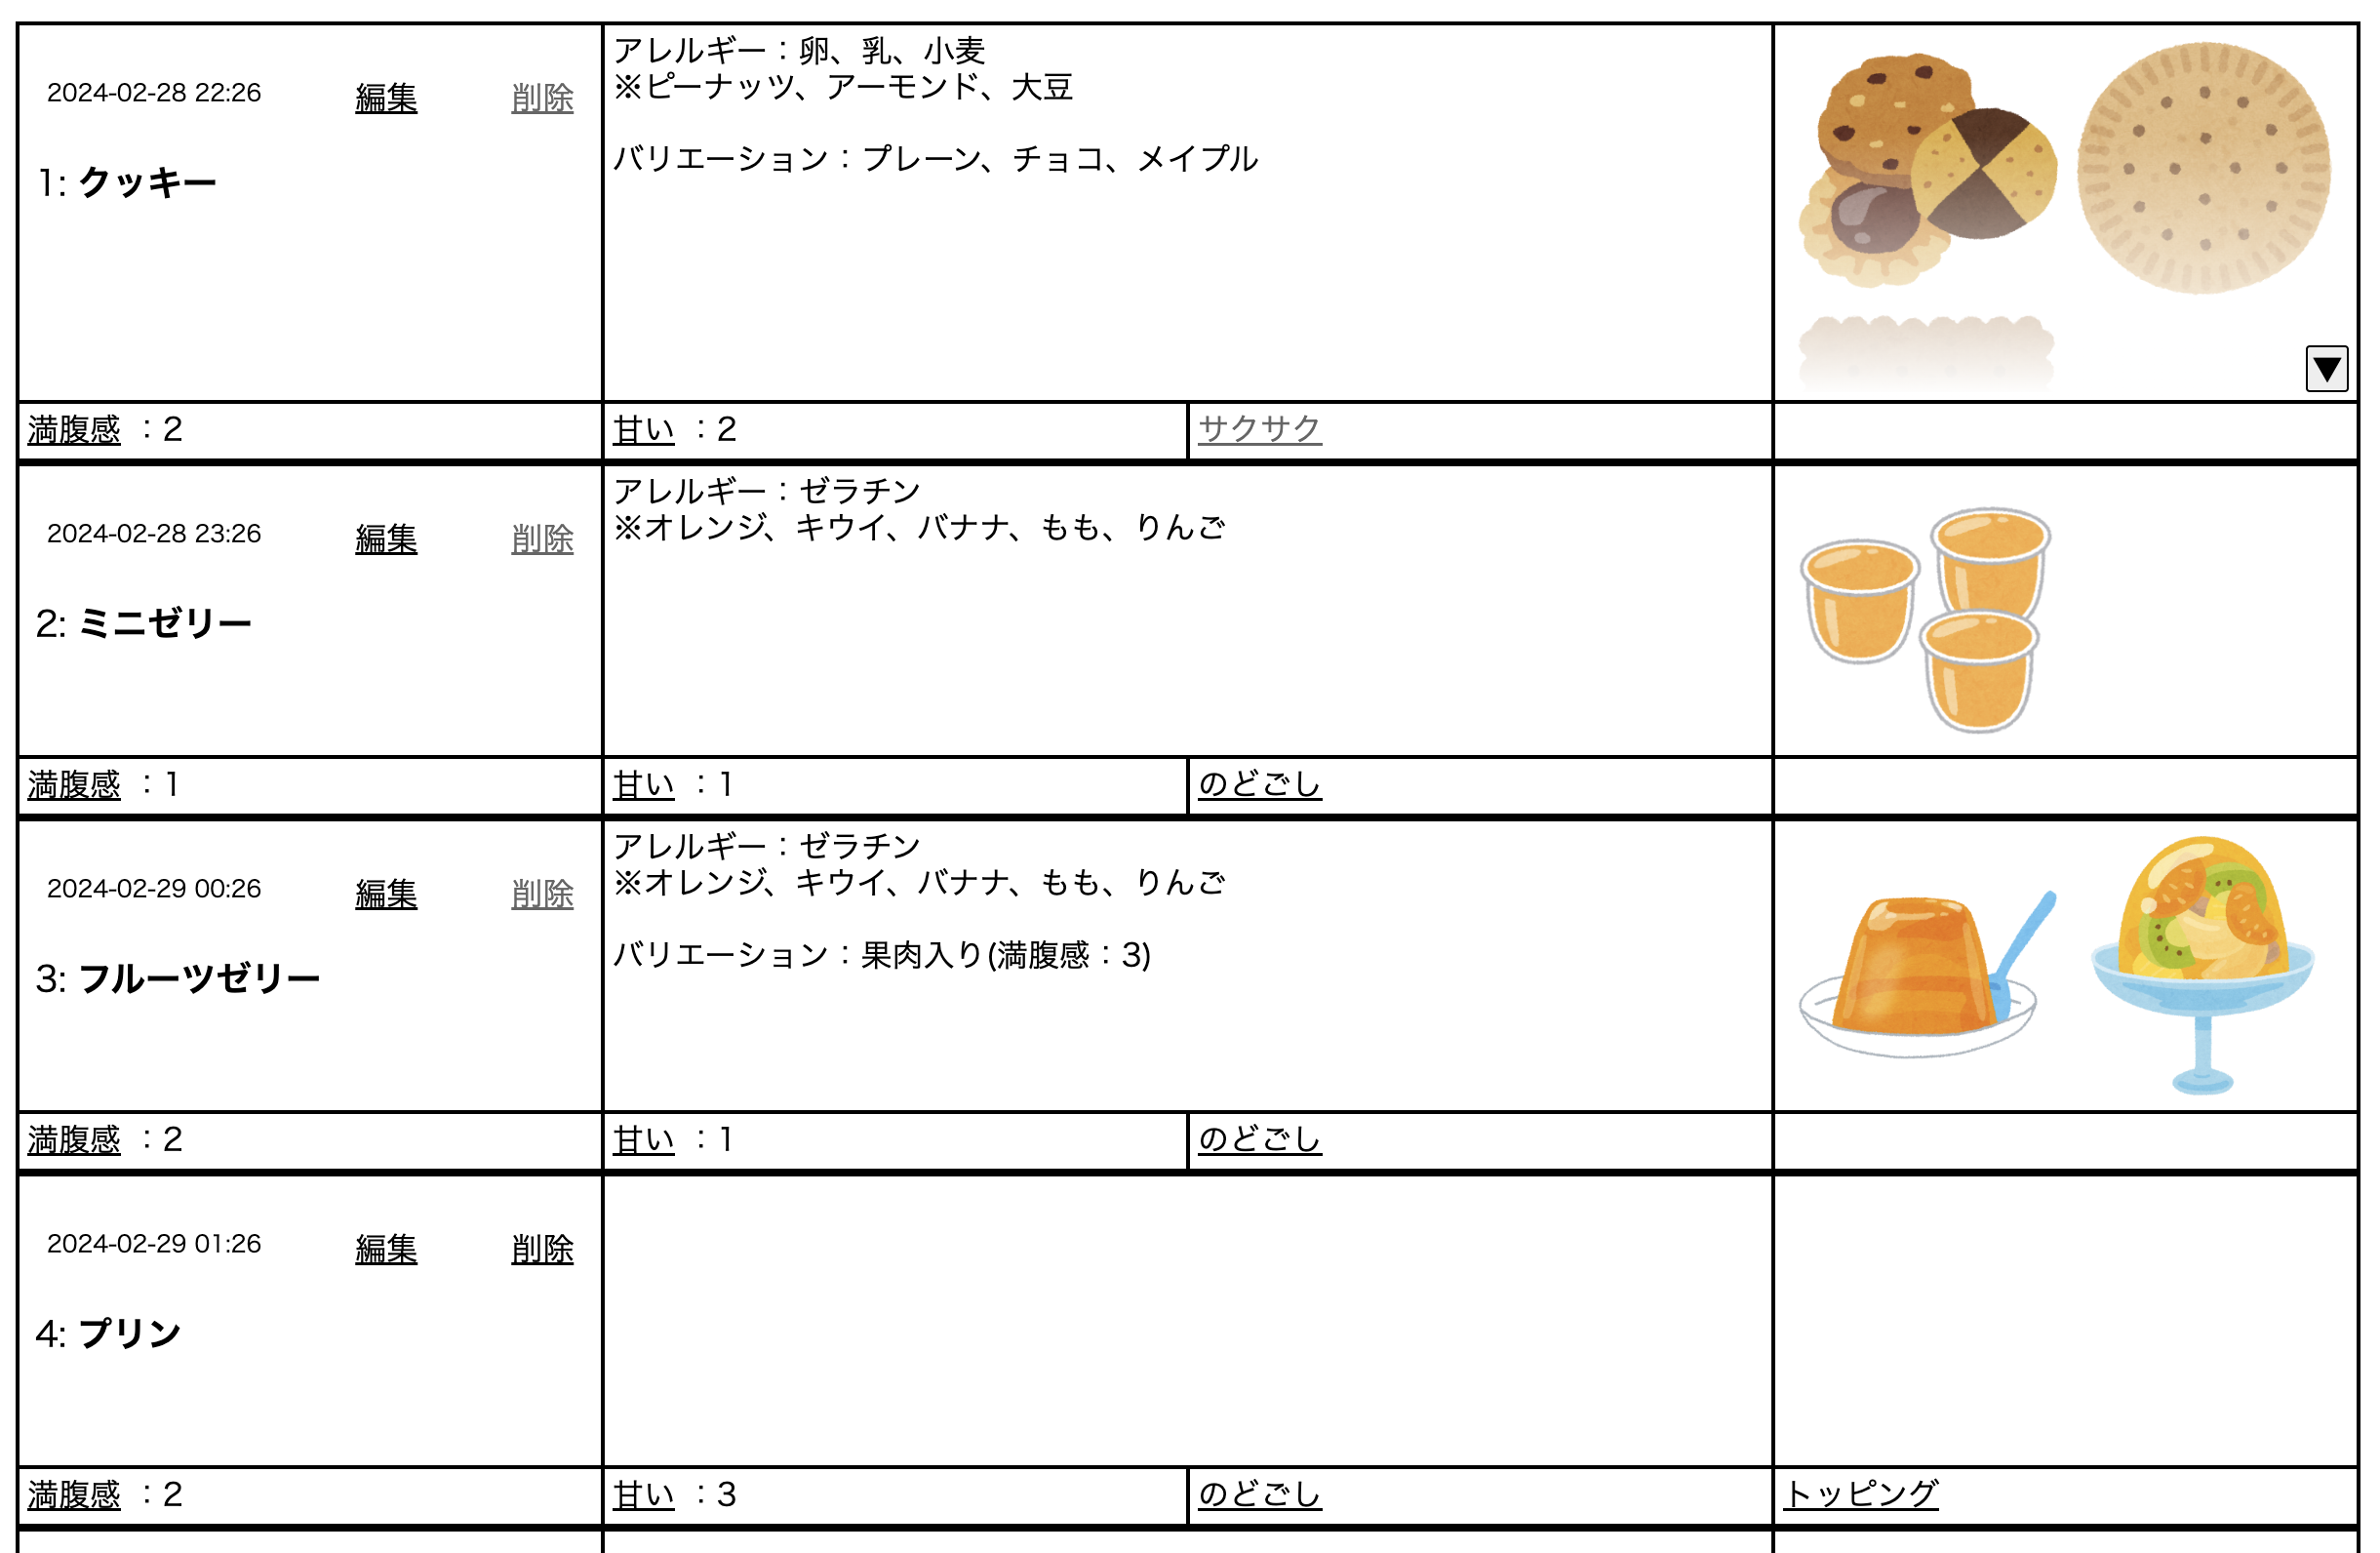 2024-02-28 22:26 編集 削除
1: クッキー
アレルギー：卵、乳、小麦
※ピーナッツ、アーモンド、大豆
バリエーション：プレーン、チョコ、メイプル
▼
満腹感 ：2
甘い ：2
サクサク
2024-02-28 23:26 編集 削除
2: ミニゼリー
アレルギー：ゼラチン
※オレンジ、キウイ、バナナ、もも、りんご
満腹感 ：1
甘い ：1
のどごし
2024-02-29 00:26 編集 削除
3: フルーツゼリー
アレルギー：ゼラチン
※オレンジ、キウイ、バナナ、もも、りんご
バリエーション：果肉入り(満腹感：3)
満腹感 ：2
甘い ：1
のどごし
2024-02-29 01:26 編集 削除
4: プリン
満腹感 ：2
甘い ：3
のどごし
トッピング